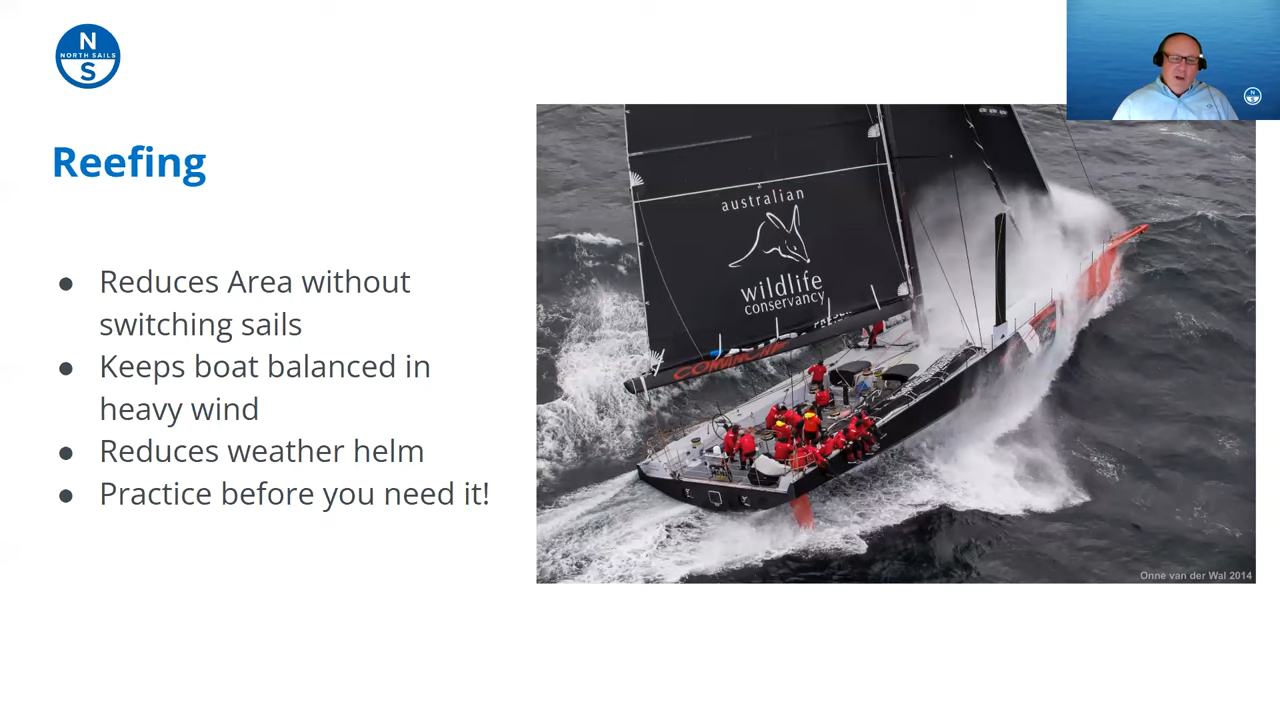 N
NORTH SAILS
S
Reefing
● Reduces Area without
switching sails
● Keeps boat balanced in
heavy wind
● Reduces weather helm
● Practice before you need it!
australian
wildlife
conservancy
COMANCHE
Onne van der Wal 2014
N
S